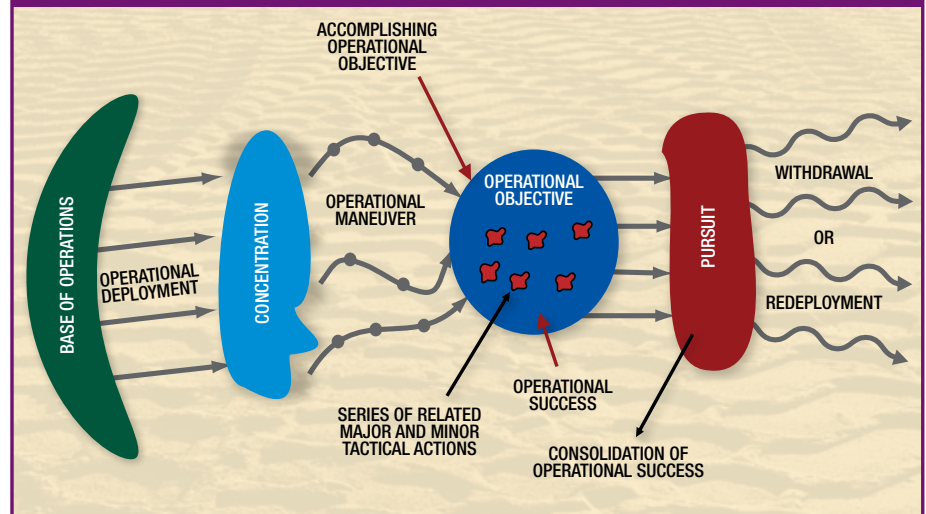 ACCOMPLISHING
OPERATIONAL
OBJECTIVE
BASE OF OPERATIONS
OPERATIONAL
DEPLOYMENT
CONCENTRATION
OPERATIONAL
MANEUVER
OPERATIONAL
OBJECTIVE
PURSUIT
WITHDRAWAL
OR
REDEPLOYMENT
SERIES OF RELATED
MAJOR AND MINOR
TACTICAL ACTIONS
OPERATIONAL
SUCCESS
CONSOLIDATION OF
OPERATIONAL SUCCESS